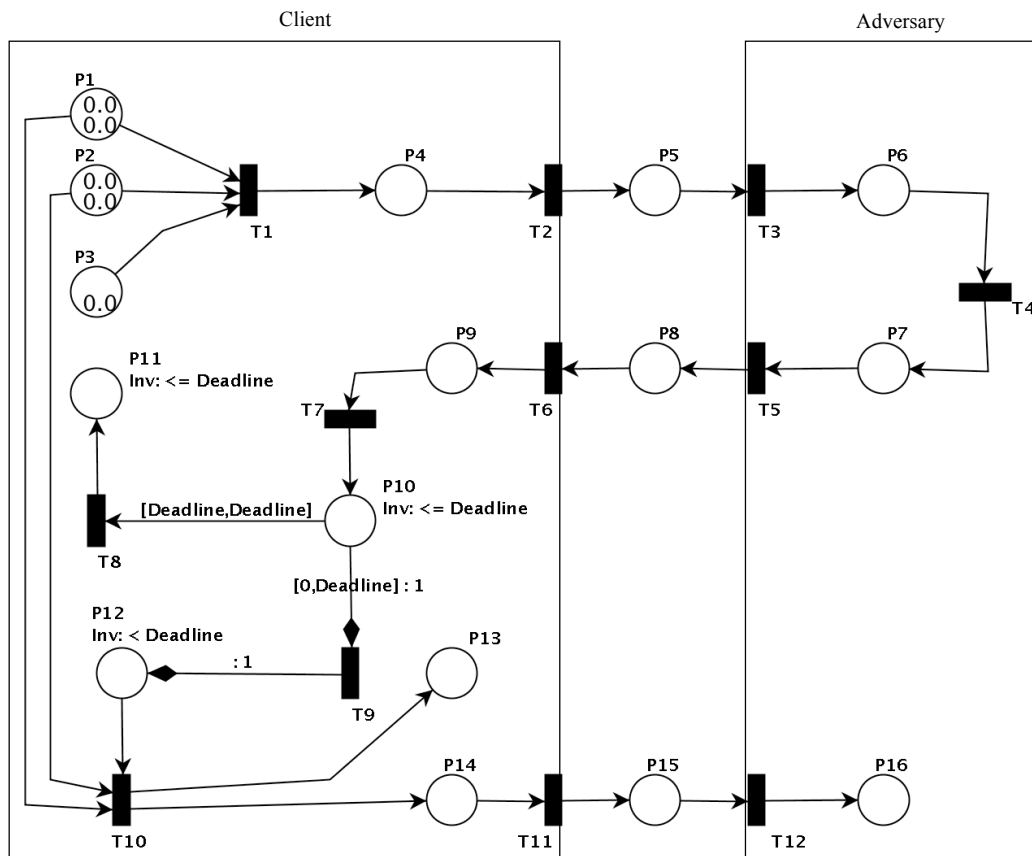 Client
Adversary
P1
0.0
0.0
P2
0.0
0.0
P3
0.0
T1
P4
T2
P5
T3
P6
T4
P7
T5
P8
T6
P9
T7
P11
Inv: <= Deadline
P10
Inv: <= Deadline
[Deadline,Deadline]
T8
[0,Deadline] : 1
P12
Inv: < Deadline
: 1
T9
P13
T10
P14
T11
P15
T12
P16